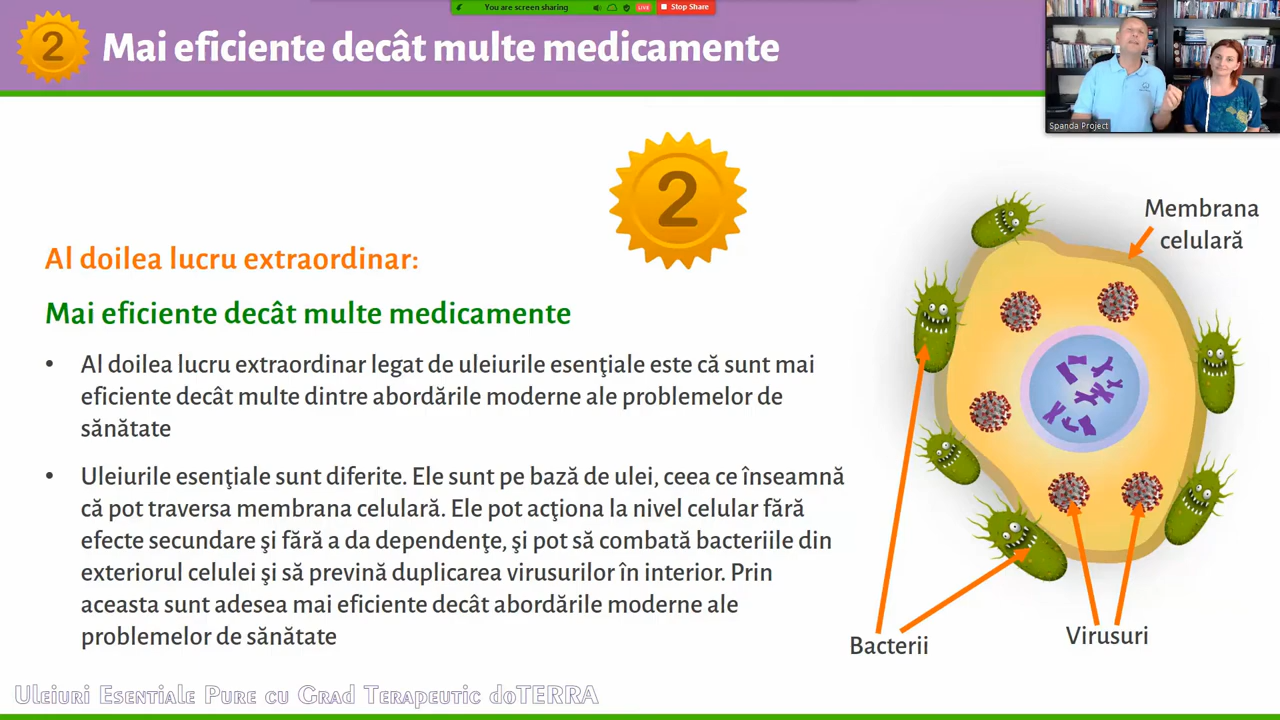 You are screen sharing
LIVE
Stop Share
2
Mai eficiente decât multe medicamente
Spanda Project
2
Al doilea lucru extraordinar:
Mai eficiente decât multe medicamente
• Al doilea lucru extraordinar legat de uleiurile esenţiale este că sunt mai
eficiente decât multe dintre abordările moderne ale problemelor de
sănătate
• Uleiurile esenţiale sunt diferite. Ele sunt pe bază de ulei, ceea ce înseamnă
că pot traversa membrana celulară. Ele pot acţiona la nivel celular fără
efecte secundare şi fără a da dependenţe, şi pot să combată bacteriile din
exteriorul celulei şi să prevină duplicarea virusurilor în interior. Prin
aceasta sunt adesea mai eficiente decât abordările moderne ale
problemelor de sănătate
Membrana
celulară
Bacterii
Virusuri
Uleiuri Esentiale Pure cu Grad Terapeutic doTERRA